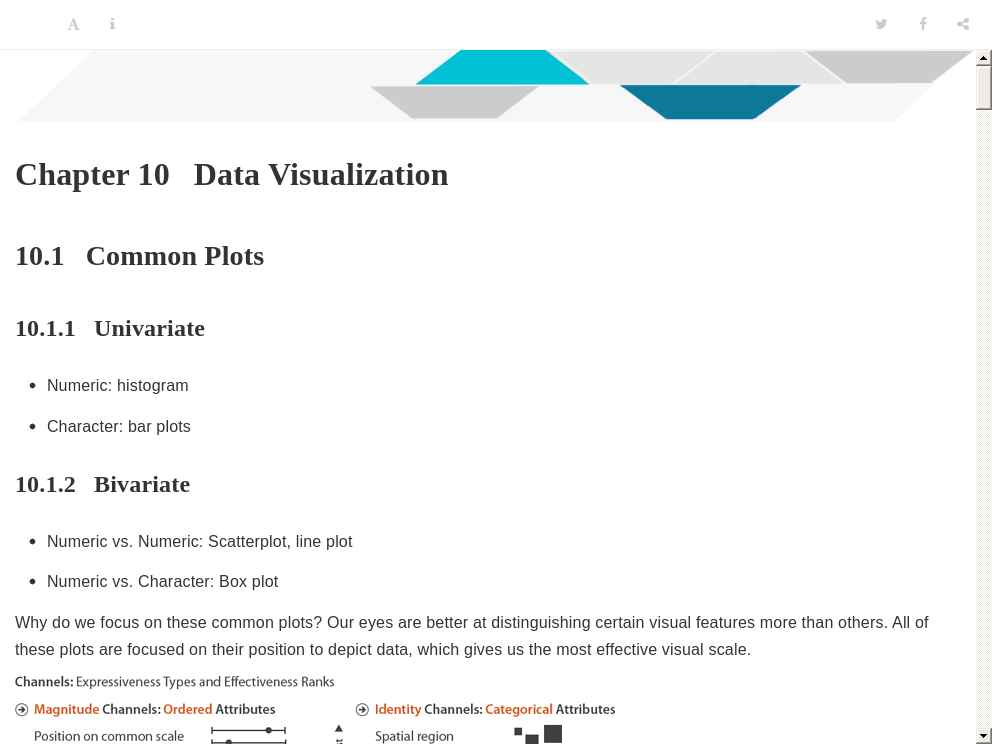 Chapter 10 Data Visualization
10.1 Common Plots
10.1.1 Univariate
Numeric: histogram
Character: bar plots
10.1.2 Bivariate
Numeric vs. Numeric: Scatterplot, line plot
Numeric vs. Character: Box plot
Why do we focus on these common plots? Our eyes are better at distinguishing certain visual features more than others. All of
these plots are focused on their position to depict data, which gives us the most effective visual scale.
Channels: Expressiveness Types and Effectiveness Ranks
Magnitude Channels: Ordered Attributes
Identity Channels: Categorical Attributes
Position on common scale
Spatial region